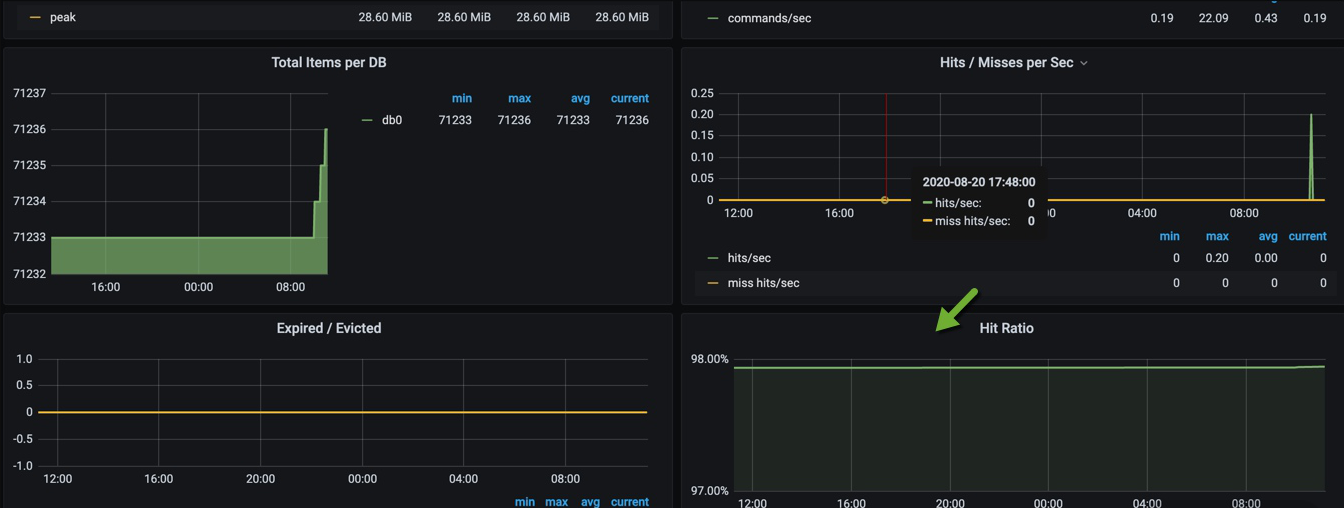 peak 28.60 MiB 28.60 MiB 28.60 MiB 28.60 MiB
commands/sec 0.19 22.09 0.43 0.19
Total Items per DB
71237
71236
71235
71234
71233
71232
16:00 00:00 08:00
min max avg current
db0 71233 71236 71233 71236
Hits / Misses per Sec
0.25
0.20
0.15
0.10
0.05
0
12:00 16:00 04:00 08:00
2020-08-20 17:48:00
hits/sec: 0
miss hits/sec: 0
min max avg current
hits/sec 0 0.20 0.00 0
miss hits/sec 0 0 0 0
Expired / Evicted
1.0
0.5
0
-0.5
-1.0
12:00 16:00 20:00 00:00 04:00 08:00
min max avg current
Hit Ratio
98.00%
97.00%
12:00 16:00 20:00 00:00 04:00 08:00